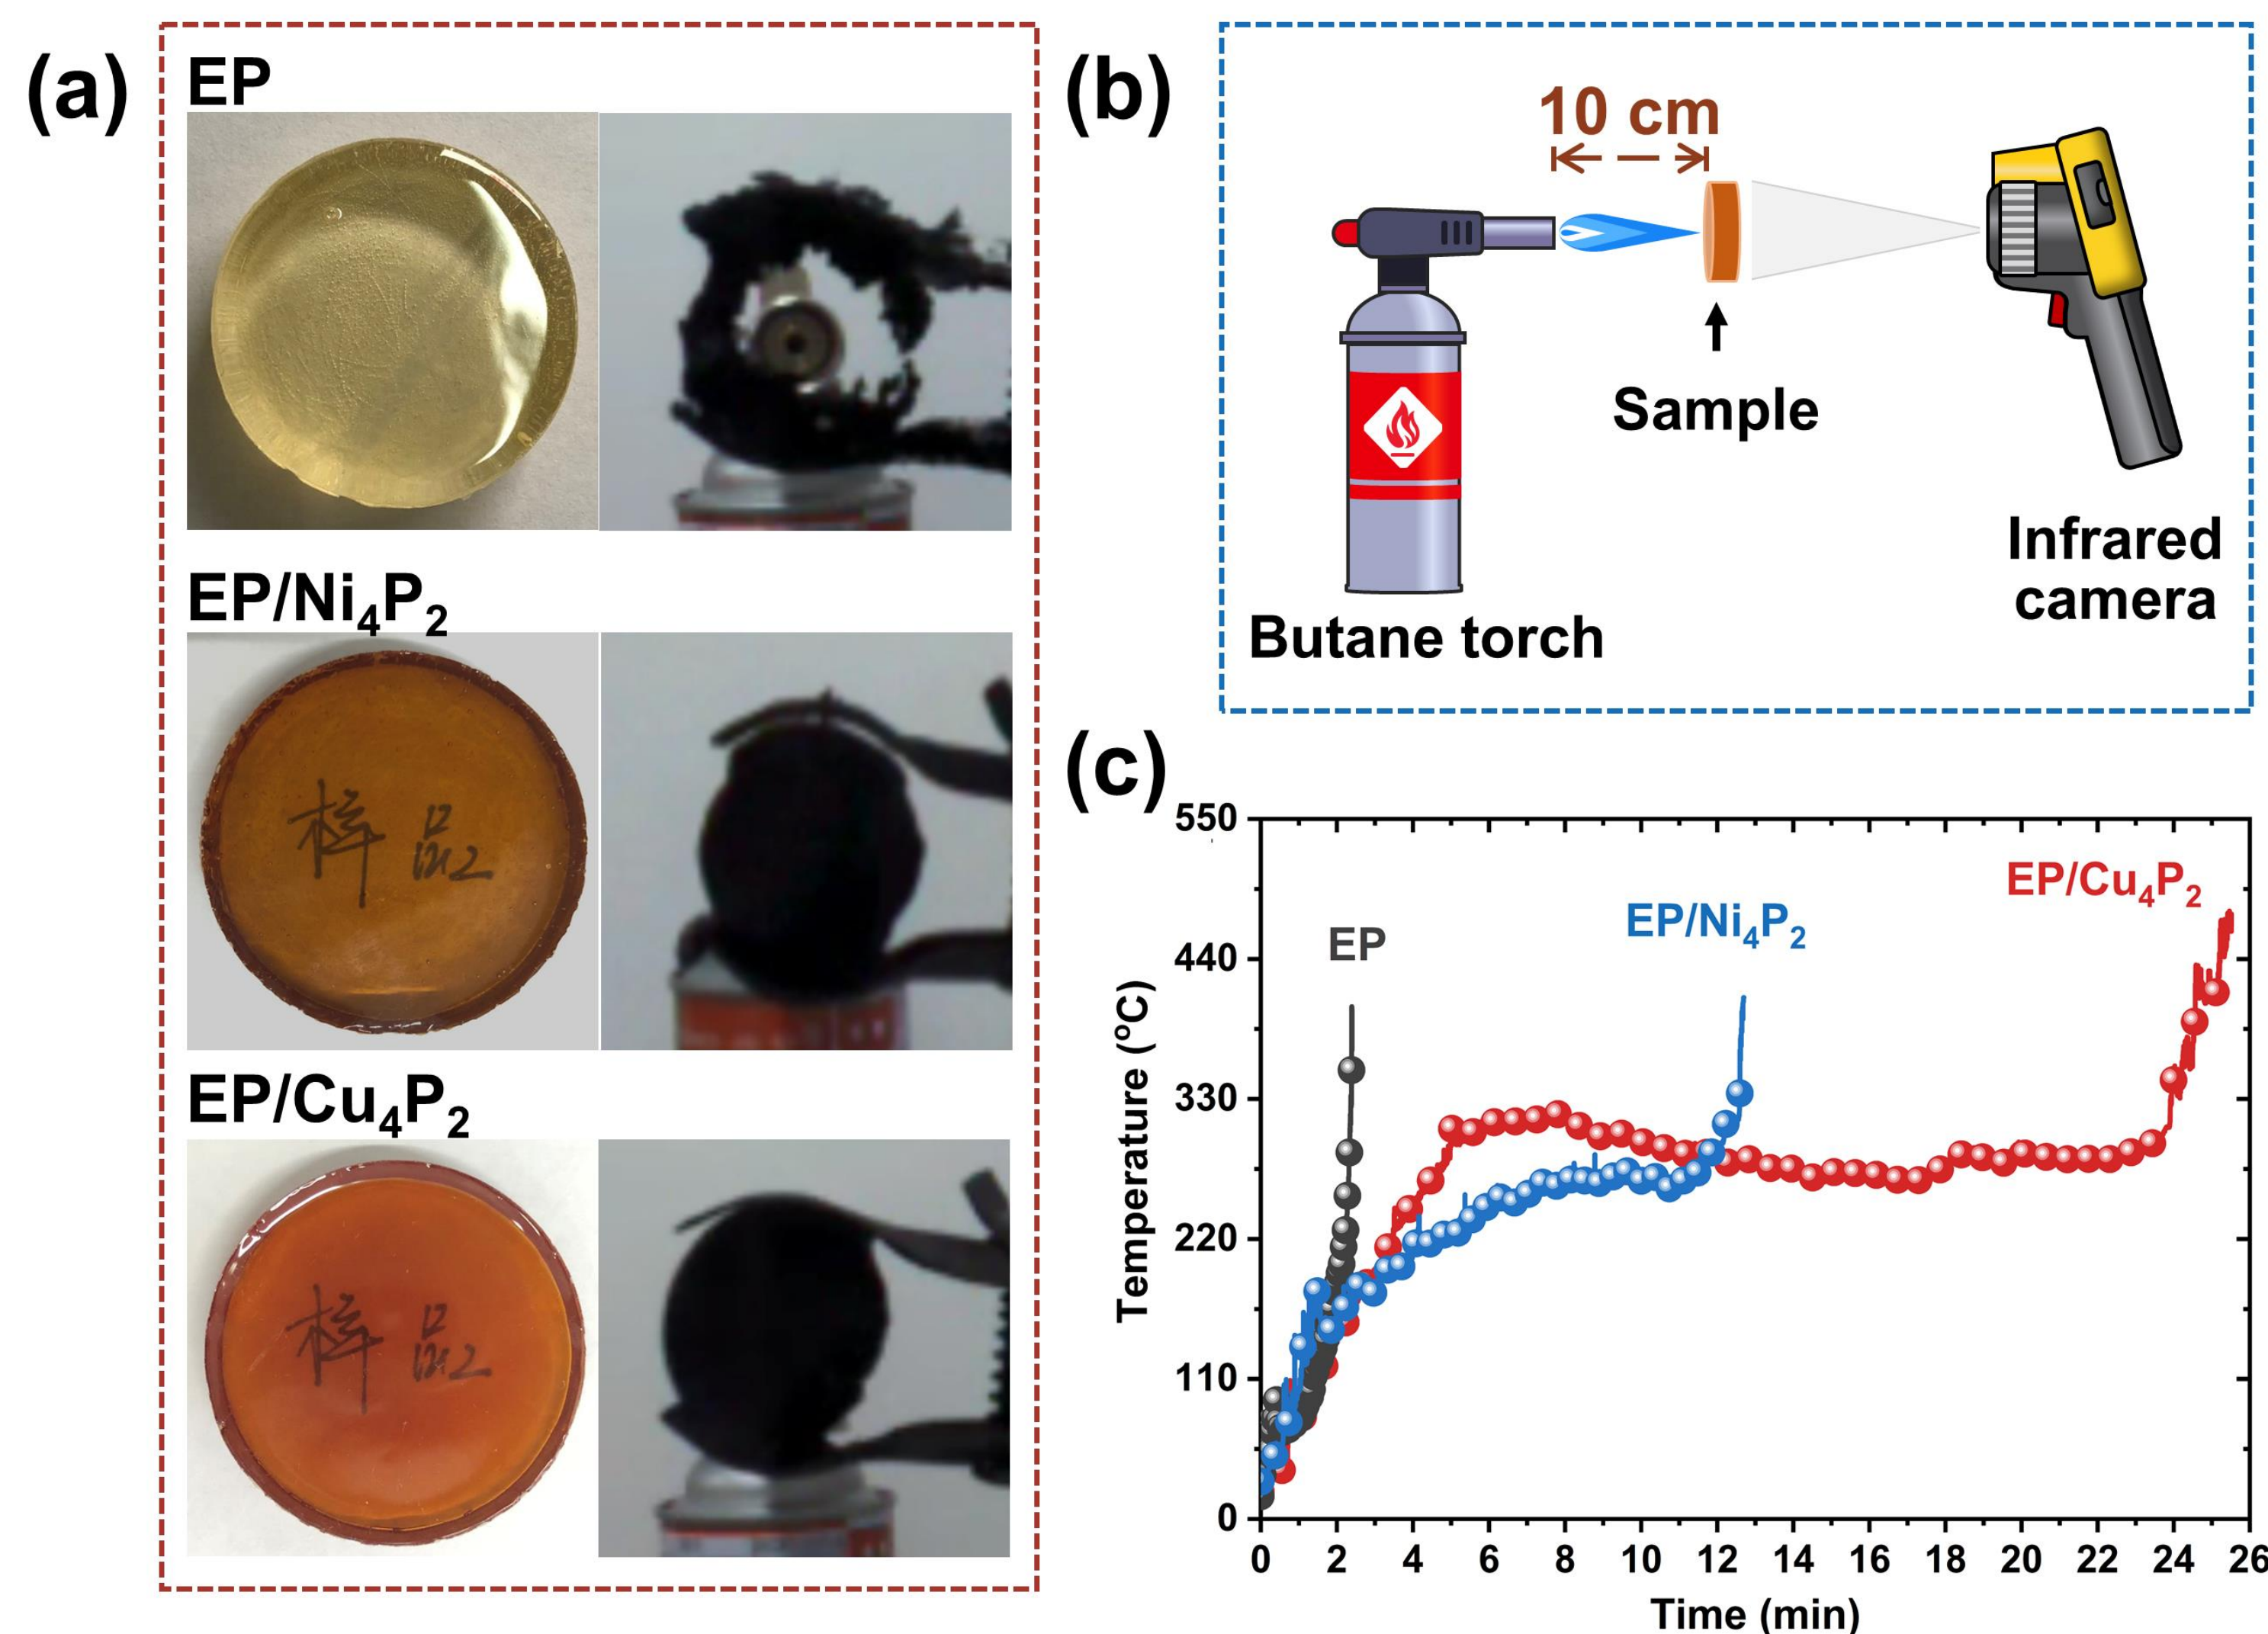 (a)
EP
EP/Ni₄P₂
样品
EP/Cu₄P₂
样品
(b)
10 cm
Sample
Butane torch
Infrared
camera
(c)
Temperature (ºC)
550
440
330
220
110
0
EP
EP/Ni₄P₂
EP/Cu₄P₂
0 2 4 6 8 10 12 14 16 18 20 22 24 26
Time (min)